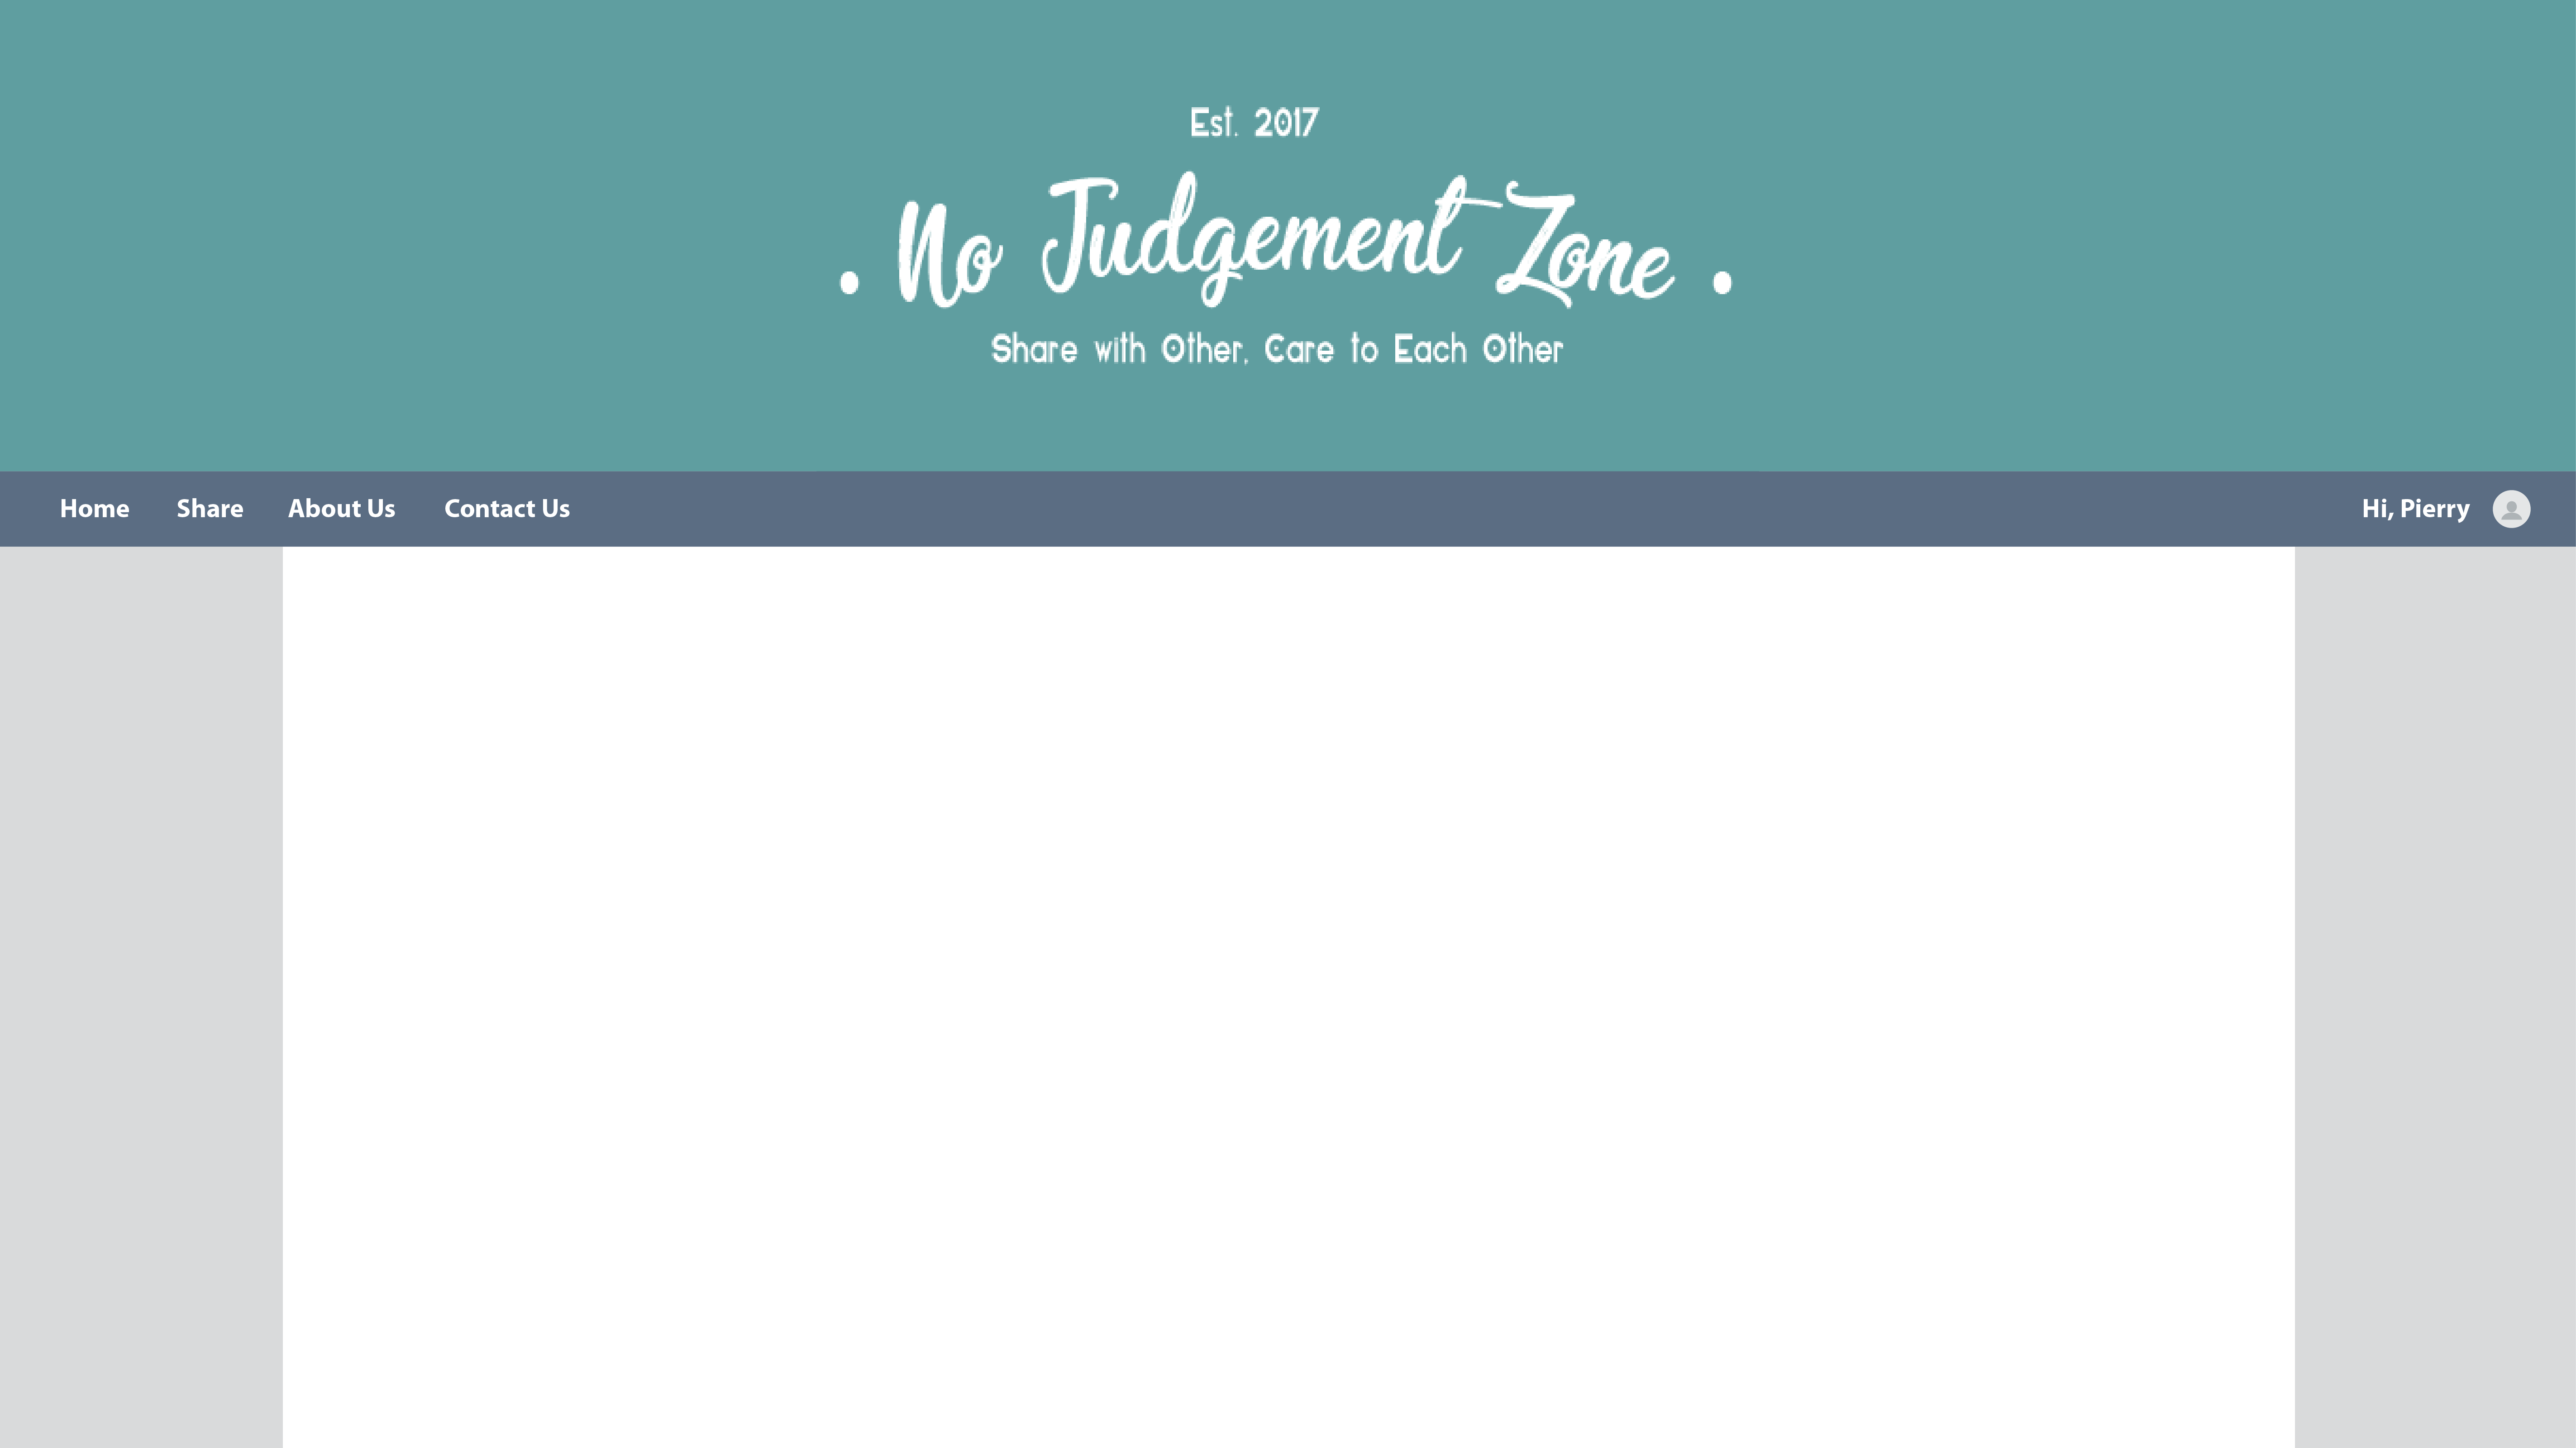 Est. 2017
. No Judgement Zone .
Share with Other, Care to Each Other
Home Share About Us Contact Us Hi, Pierry